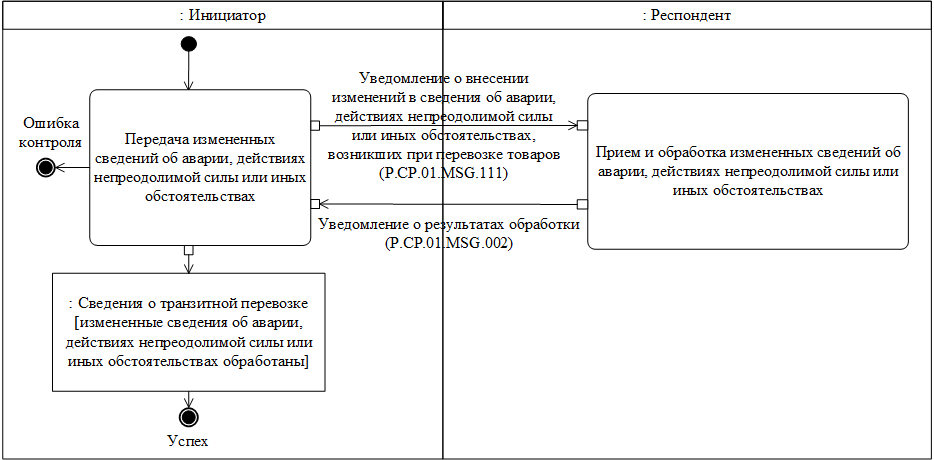 : Инициатор
: Респондент
Уведомление о внесении
изменений в сведения об аварии,
действиях непреодолимой силы
или иных обстоятельствах,
возникших при перевозке товаров
(P.CP.01.MSG.111)
Ошибка
контроля
Передача измененных
сведений об аварии, действиях
непреодолимой силы или иных
обстоятельствах
Прием и обработка измененных сведений об
аварии, действиях непреодолимой силы или
иных обстоятельствах
Уведомление о результатах обработки
(P.CP.01.MSG.002)
: Сведения о транзитной перевозке
[измененные сведения об аварии,
действиях непреодолимой силы или
иных обстоятельствах обработаны]
Успех